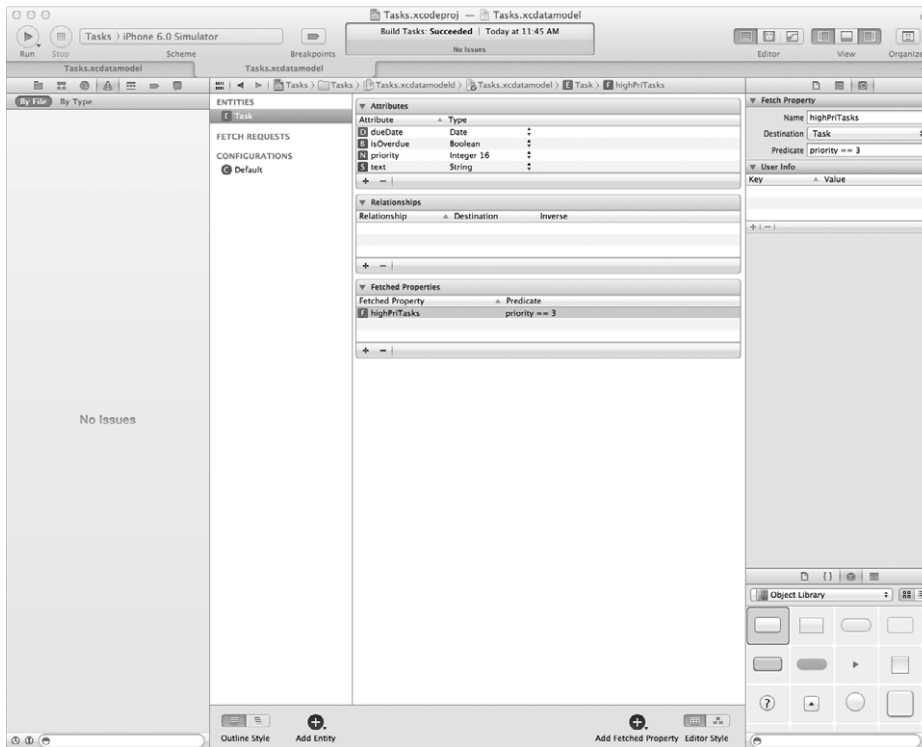 Tasks.xcodeproj — Tasks.xcdatamodel
Tasks 〉 iPhone 6.0 Simulator
Build Tasks: Succeeded | Today at 11:45 AM
No Issues
Run Stop Scheme Breakpoints
Editor View Organize
Tasks.xcdatamodel Tasks.xcdatamodel
Tasks 〉 Tasks 〉 Tasks.xcdatamodeld 〉 Tasks.xcdatamodel 〉 E Task 〉 F highPriTasks
By File By Type
No Issues
ENTITIES
E Task
FETCH REQUESTS
CONFIGURATIONS
C Default
Attributes
Attribute Type
D dueDate Date
B isOverdue Boolean
N priority Integer 16
S text String
+ −
Relationships
Relationship Destination Inverse
+ −
Fetched Properties
Fetched Property Predicate
F highPriTasks priority == 3
+ −
Fetch Property
Name highPriTasks
Destination Task
Predicate priority == 3
User Info
Key Value
+ −
{ }
Object Library
?
Outline Style Add Entity Add Fetched Property Editor Style